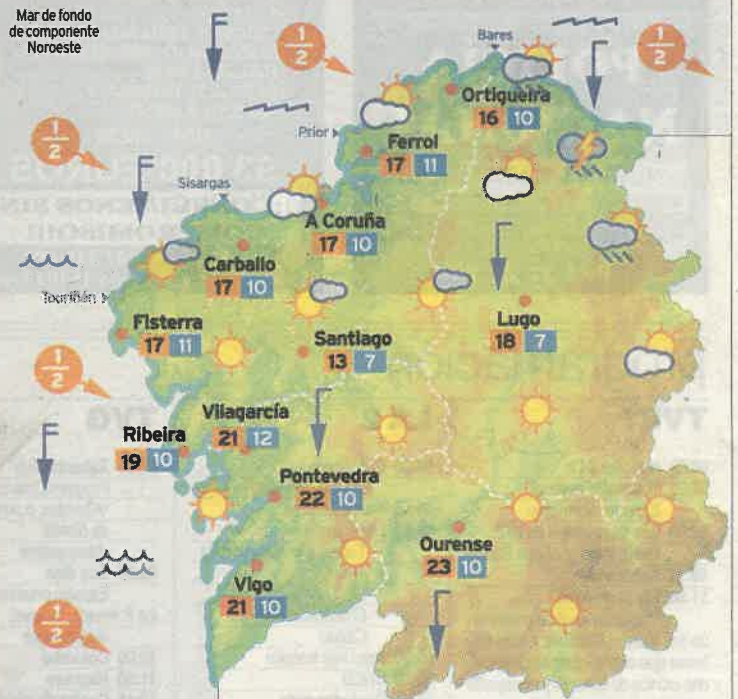 Mar de fondo
de componente
Noroeste
1
2
1
2
Bares
Ortigueira
16 10
Prior
Ferrol
17 11
1
2
Sisargas
A Coruña
17 10
Carballo
17 10
Touriñán
Fisterra
17 11
Santiago
13 7
Lugo
18 7
1
2
Vilagarcía
21 12
Ribeira
19 10
Pontevedra
22 10
Ourense
23 10
Vigo
21 10
1
2